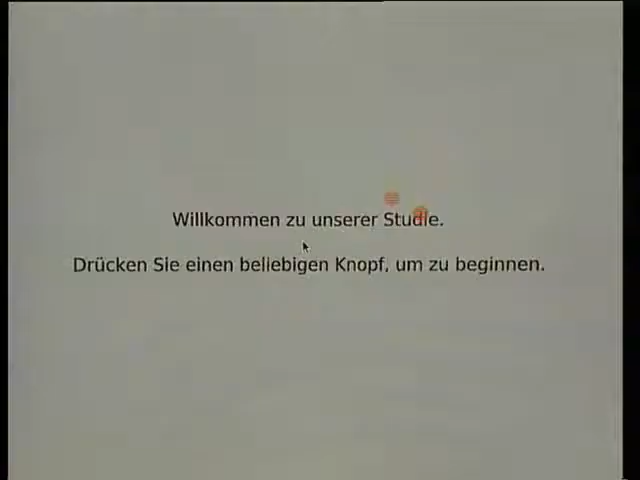 Willkommen zu unserer Studie.
Drücken Sie einen beliebigen Knopf, um zu beginnen.